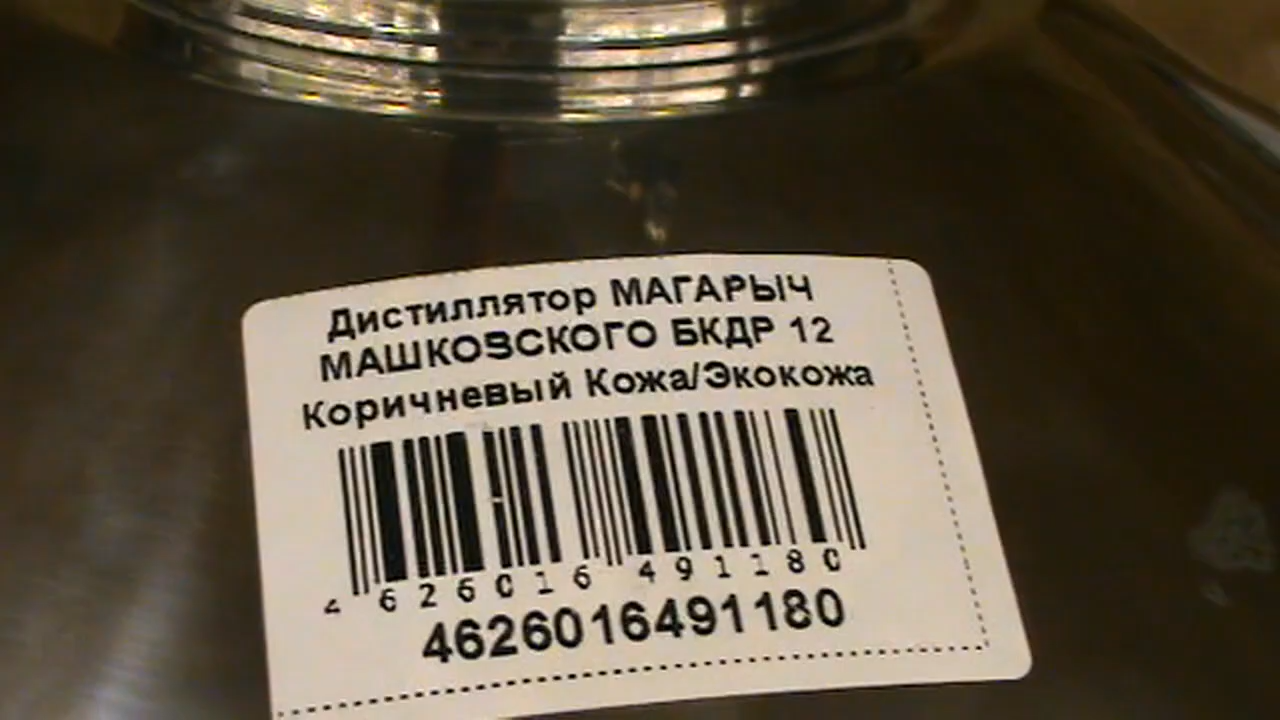 Дистиллятор МАГАРЫЧ
МАШКОВСКОГО БКДР 12
Коричневый Кожа/Экокожа
4 626016 491180
4626016491180